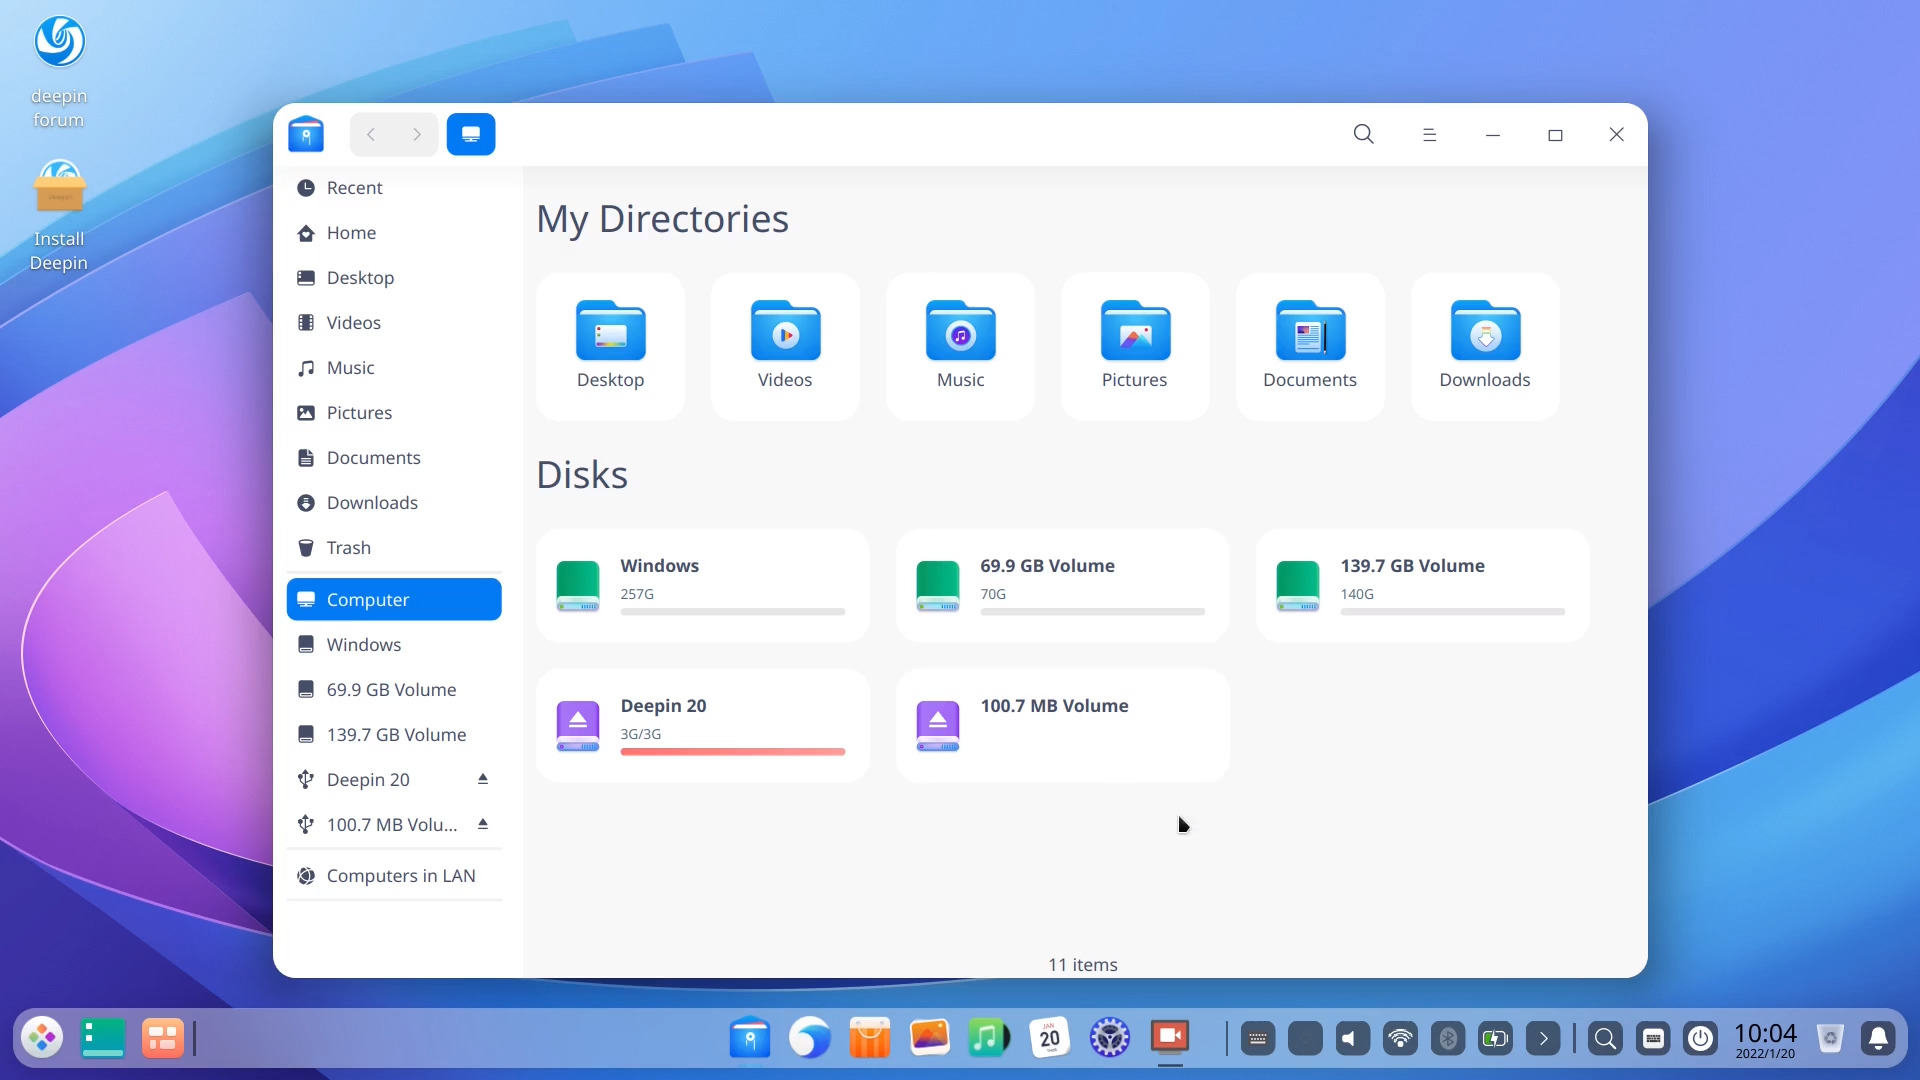 deepin
forum
Install
Deepin
Recent
Home
Desktop
Videos
Music
Pictures
Documents
Downloads
Trash
Computer
Windows
69.9 GB Volume
139.7 GB Volume
Deepin 20
100.7 MB Volu...
Computers in LAN
My Directories
Desktop
Videos
Music
Pictures
Documents
Downloads
Disks
Windows
257G
69.9 GB Volume
70G
139.7 GB Volume
140G
Deepin 20
3G/3G
100.7 MB Volume
11 items
JAN
20
10:04
2022/1/20